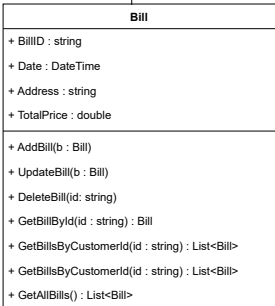 Bill
+ BillID : string
+ Date : DateTime
+ Address : string
+ TotalPrice : double
+ AddBill(b : Bill)
+ UpdateBill(b : Bill)
+ DeleteBill(id: string)
+ GetBillById(id : string) : Bill
+ GetBillsByCustomerId(id : string) : List<Bill>
+ GetBillsByCustomerId(id : string) : List<Bill>
+ GetAllBills() : List<Bill>